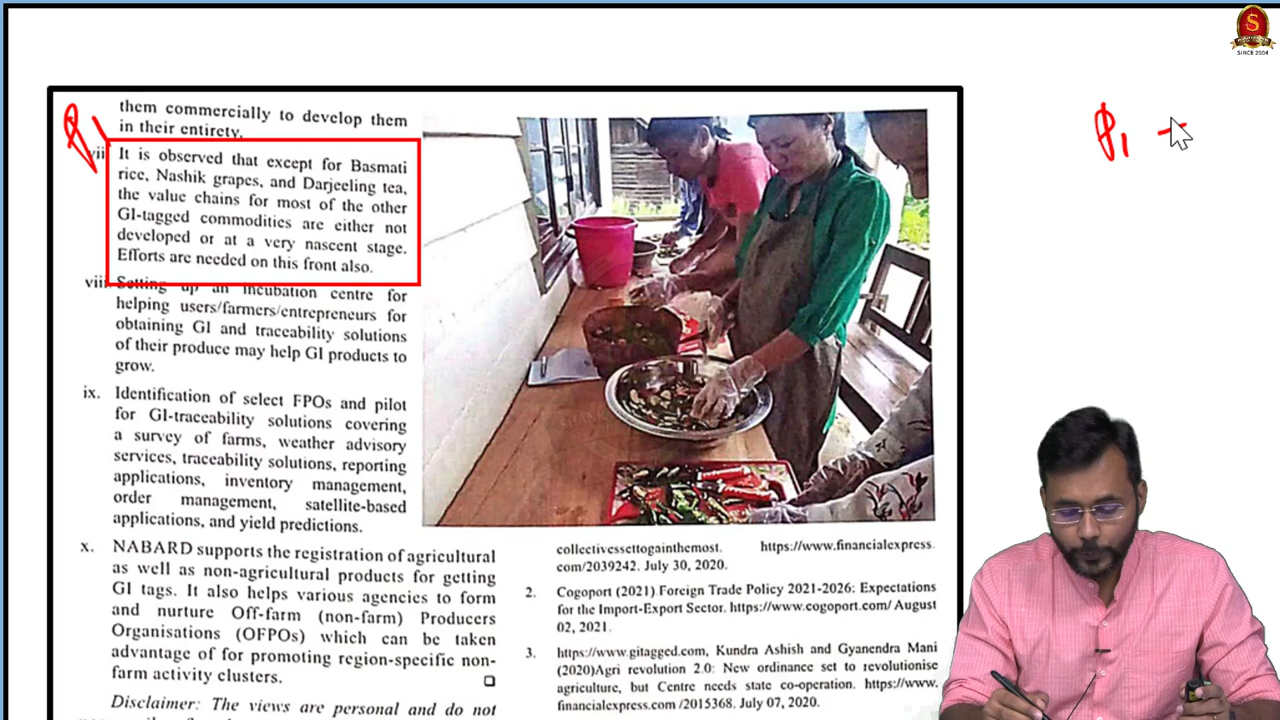 SINCE 2004
P1
P1
them commercially to develop them
in their entirety.
vii
It is observed that except for Basmati
rice, Nashik grapes, and Darjeeling tea,
the value chains for most of the other
GI-tagged commodities are either not
developed or at a very nascent stage.
Efforts are needed on this front also.
viii. Setting up an incubation centre for
helping users/farmers/entrepreneurs for
obtaining GI and traceability solutions
of their produce may help GI products to
grow.
ix. Identification of select FPOs and pilot
for GI-traceability solutions covering
a survey of farms, weather advisory
services, traceability solutions, reporting
applications, inventory management,
order management, satellite-based
applications, and yield predictions.
x. NABARD supports the registration of agricultural
as well as non-agricultural products for getting
GI tags. It also helps various agencies to form
and nurture Off-farm (non-farm) Producers
Organisations (OFPOs) which can be taken
advantage of for promoting region-specific non-
farm activity clusters.
Disclaimer: The views are personal and do not
collectivessettogainthemost. https://www.financialexpress.
com/2039242. July 30, 2020.
2. Cogoport (2021) Foreign Trade Policy 2021-2026: Expectations
for the Import-Export Sector. https://www.cogoport.com/ August
02, 2021.
3. https://www.gitagged.com, Kundra Ashish and Gyanendra Mani
(2020)Agri revolution 2.0: New ordinance set to revolutionise
agriculture, but Centre needs state co-operation. https://www.
financialexpress.com /2015368. July 07, 2020.